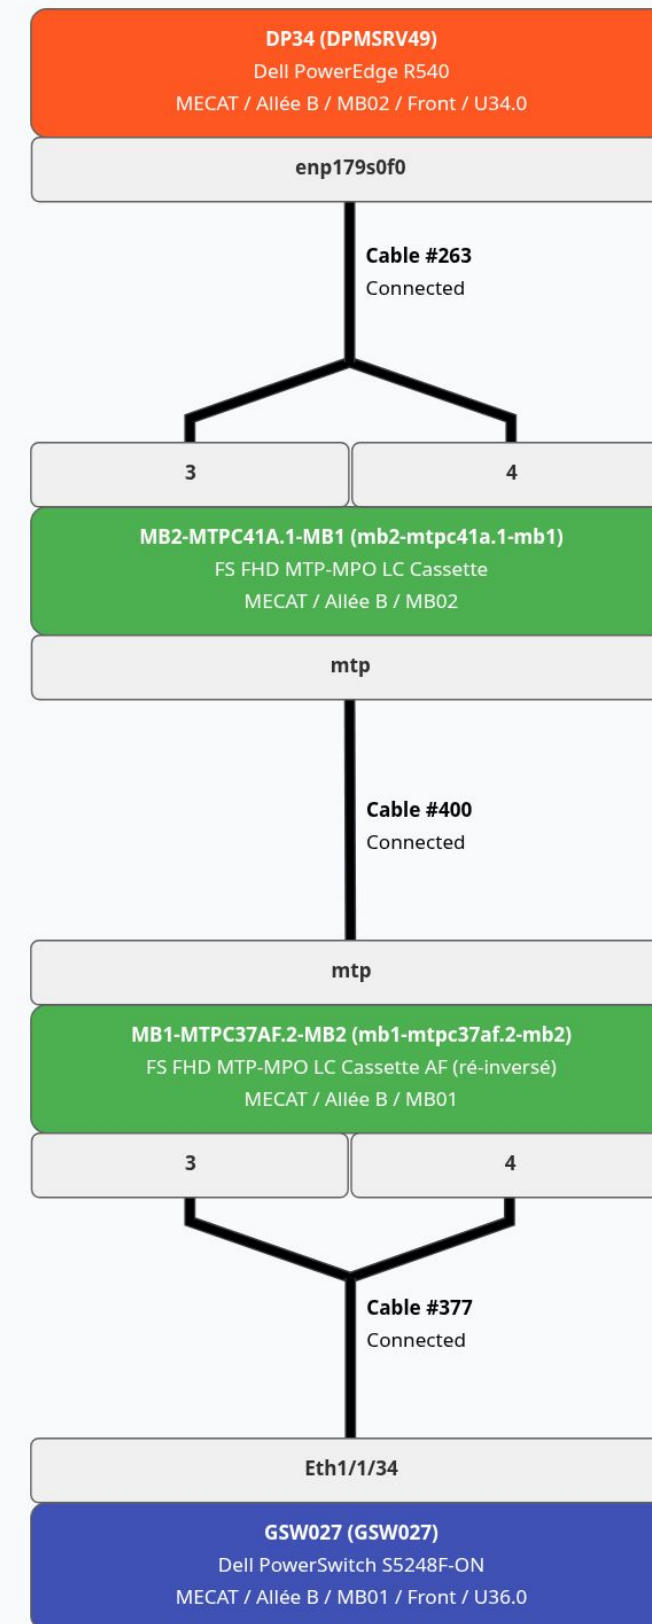 DP34 (DPMSRV49)
Dell PowerEdge R540
MECAT / Allée B / MB02 / Front / U34.0
enp179s0f0
Cable #263
Connected
3 4
MB2-MTPC41A.1-MB1 (mb2-mtpc41a.1-mb1)
FS FHD MTP-MPO LC Cassette
MECAT / Allée B / MB02
mtp
Cable #400
Connected
mtp
MB1-MTPC37AF.2-MB2 (mb1-mtpc37af.2-mb2)
FS FHD MTP-MPO LC Cassette AF (ré-inversé)
MECAT / Allée B / MB01
3 4
Cable #377
Connected
Eth1/1/34
GSW027 (GSW027)
Dell PowerSwitch S5248F-ON
MECAT / Allée B / MB01 / Front / U36.0